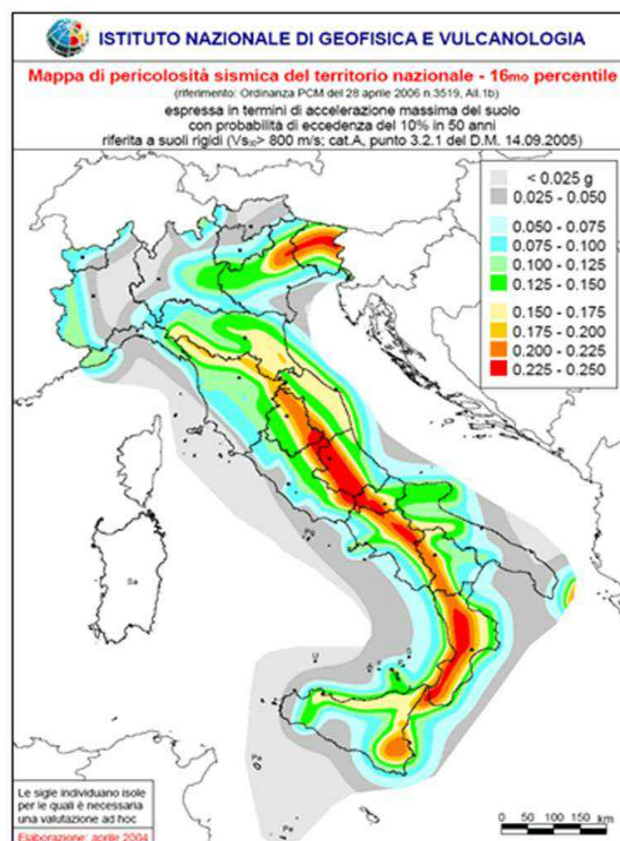 ISTITUTO NAZIONALE DI GEOFISICA E VULCANOLOGIA
Mappa di pericolosità sismica del territorio nazionale - 16mo percentile
(riferimento: Ordinanza PCM del 28 aprile 2006 n.3519, All.1b)
espressa in termini di accelerazione massima del suolo
con probabilità di eccedenza del 10% in 50 anni
riferita a suoli rigidi (Vs30> 800 m/s; cat.A, punto 3.2.1 del D.M. 14.09.2005)
< 0.025 g
0.025 - 0.050
0.050 - 0.075
0.075 - 0.100
0.100 - 0.125
0.125 - 0.150
0.150 - 0.175
0.175 - 0.200
0.200 - 0.225
0.225 - 0.250
Sa
U
Pa
Pe
Le sigle individuano isole
per le quali è necessaria
una valutazione ad hoc
Elaborazione: aprile 2004
0 50 100 150 km